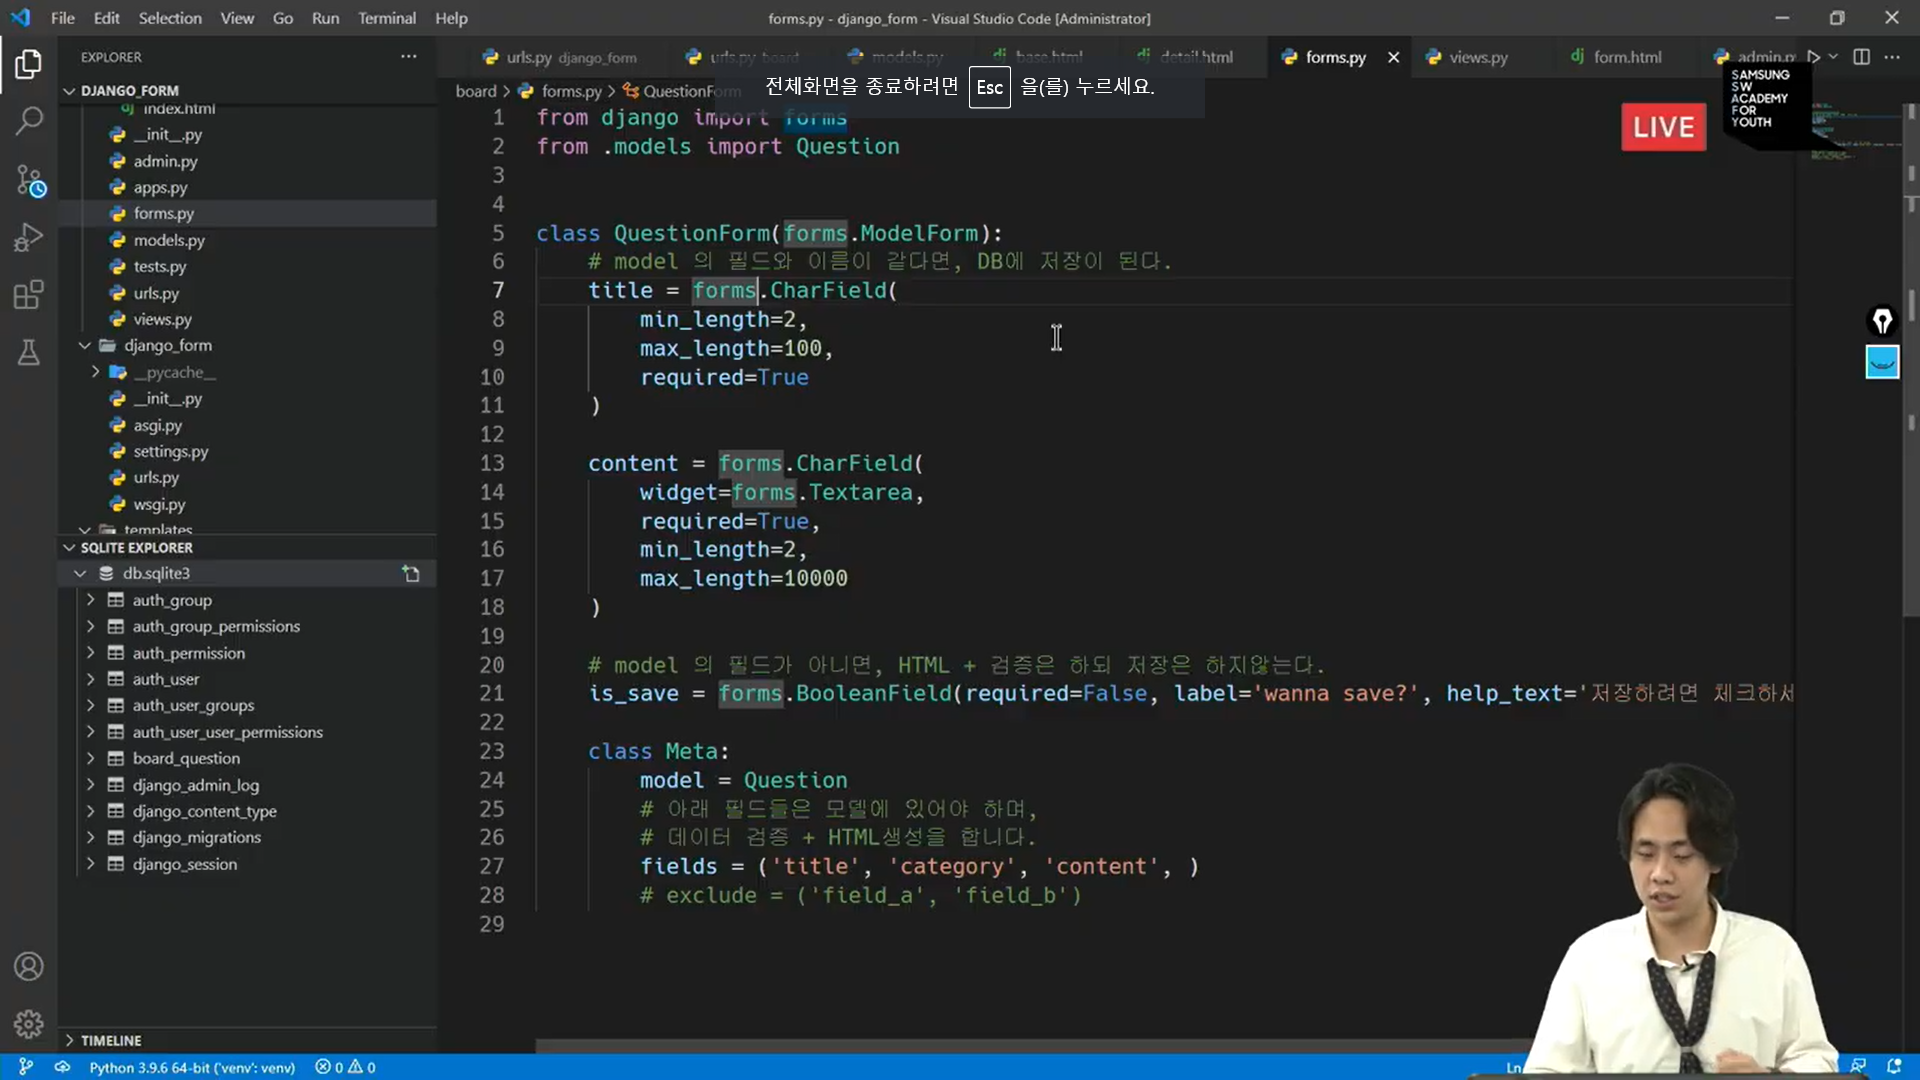 File Edit Selection View Go Run Terminal Help
forms.py - django_form - Visual Studio Code [Administrator]
EXPLORER
urls.py django_form
urls.py board
models.py
base.html
detail.html
forms.py
views.py
form.html
admin.py
전체화면을 종료하려면 Esc 을(를) 누르세요.
SAMSUNG
SW
ACADEMY
FOR
YOUTH
LIVE
DJANGO_FORM
index.html
__init__.py
admin.py
apps.py
forms.py
models.py
tests.py
urls.py
views.py
django_form
__pycache__
__init__.py
asgi.py
settings.py
urls.py
wsgi.py
templates
SQLITE EXPLORER
db.sqlite3
auth_group
auth_group_permissions
auth_permission
auth_user
auth_user_groups
auth_user_user_permissions
board_question
django_admin_log
django_content_type
django_migrations
django_session
TIMELINE
board > forms.py > QuestionForm
1 from django import forms
2 from .models import Question
3
4
5 class QuestionForm(forms.ModelForm):
6 # model 의 필드와 이름이 같다면, DB에 저장이 된다.
7 title = forms.CharField(
8 min_length=2,
9 max_length=100,
10 required=True
11 )
12
13 content = forms.CharField(
14 widget=forms.Textarea,
15 required=True,
16 min_length=2,
17 max_length=10000
18 )
19
20 # model 의 필드가 아니면, HTML + 검증은 하되 저장은 하지않는다.
21 is_save = forms.BooleanField(required=False, label='wanna save?', help_text='저장하려면 체크하세
22
23 class Meta:
24 model = Question
25 # 아래 필드들은 모델에 있어야 하며,
26 # 데이터 검증 + HTML생성을 합니다.
27 fields = ('title', 'category', 'content', )
28 # exclude = ('field_a', 'field_b')
29
Python 3.9.6 64-bit ('venv': venv) 0 0
Ln